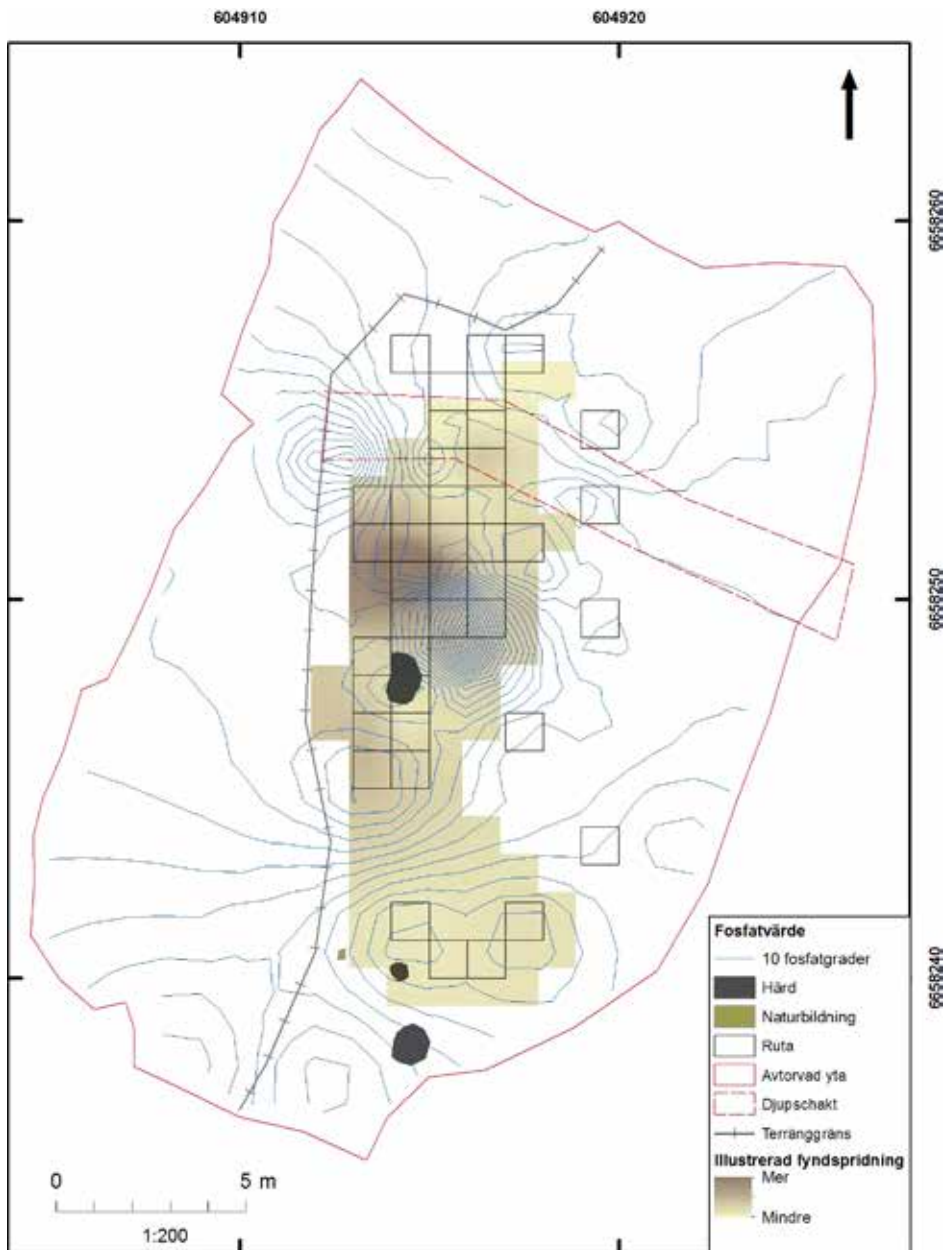 604910 604920
6658260
6658250
6658240
Fosfatvärde
10 fosfatgrader
Härd
Naturbildning
Ruta
Avtorvad yta
Djupschakt
Terränggräns
Illustrerad fyndspridning
Mer
Mindre
0 5 m
1:200